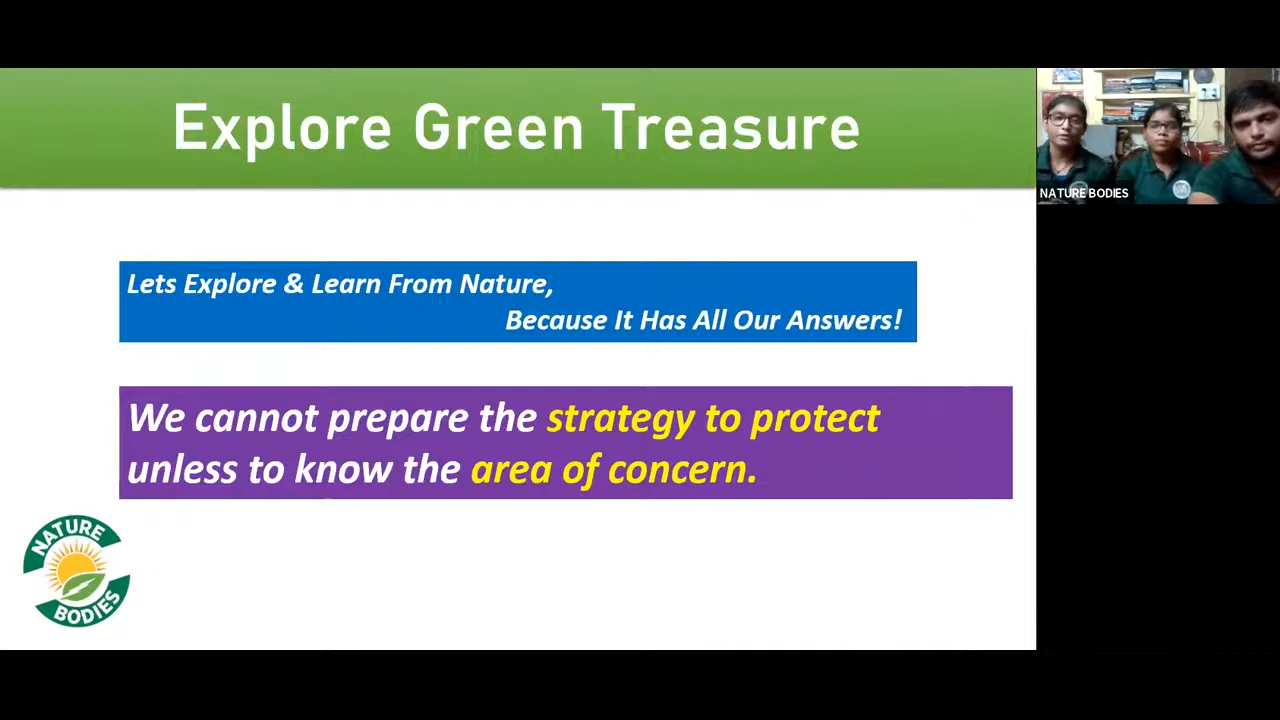 Explore Green Treasure
NATURE BODIES
Lets Explore & Learn From Nature,
Because It Has All Our Answers!
We cannot prepare the strategy to protect
unless to know the area of concern.
NATURE
BODIES